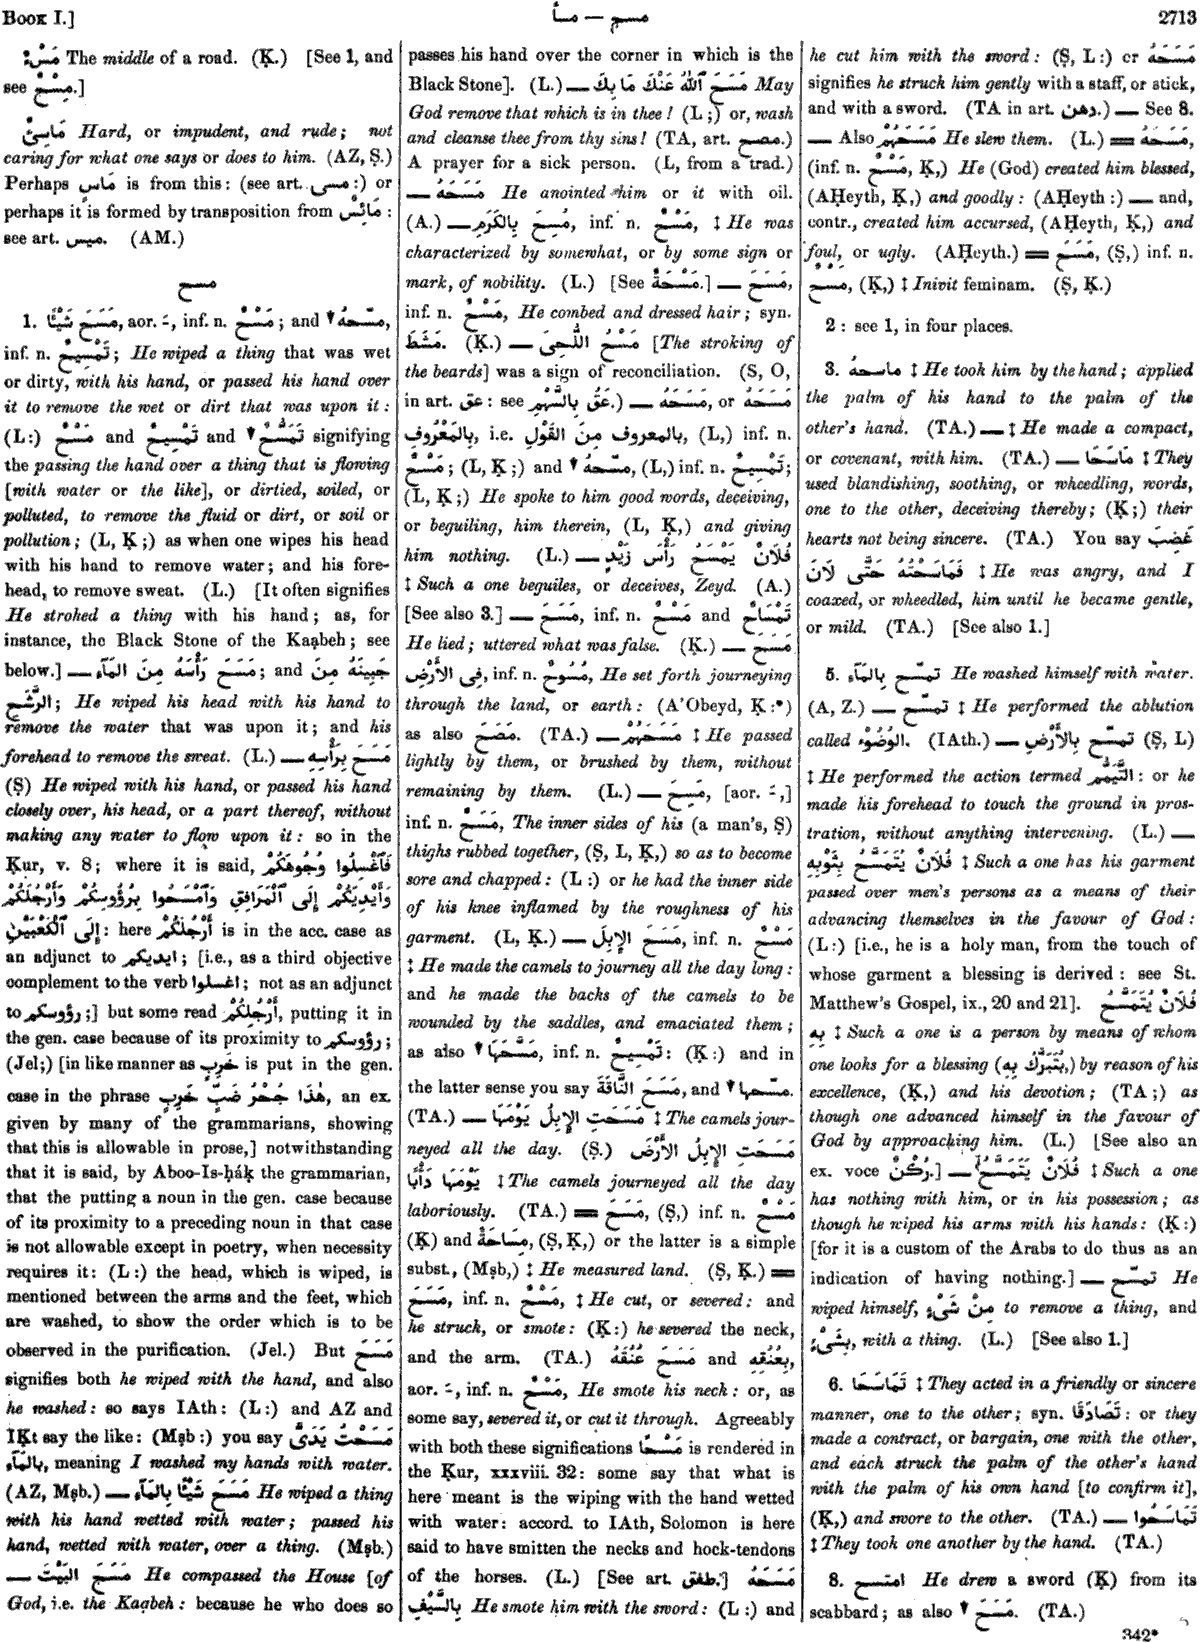 Book I.]
مسأ — مسح
2713
مَسْءٌ The middle of a road. (Ḳ.) [See 1, and
see مِسْحٌ.]
مَاسِئٌ Hard, or impudent, and rude; not
caring for what one says or does to him. (AZ, Ṣ.)
Perhaps مَاسٍ is from this: (see art. مسى:) or
perhaps it is formed by transposition from مَائِسٌ :
see art. ميس. (AM.)
مسح
1. مَسَحَ شَيْئًا, aor. ـَ, inf. n. مَسْحٌ; and ▾ مسّحهُ,
inf. n. تَمْسِيحٌ; He wiped a thing that was wet
or dirty, with his hand, or passed his hand over
it to remove the wet or dirt that was upon it:
(L:) مَسْحٌ and تَمْسِيحٌ and ▾ تَمَسُّحٌ signifying
the passing the hand over a thing that is flowing
[with water or the like], or dirtied, soiled, or
polluted, to remove the fluid or dirt, or soil or
pollution; (L, Ḳ;) as when one wipes his head
with his hand to remove water; and his fore-
head, to remove sweat. (L.) [It often signifies
He stroked a thing with his hand; as, for
instance, the Black Stone of the Kaạbeh; see
below.] — مَسَحَ رَأْسَهُ مِنَ المَآءِ; and جَبِينَهُ مِنَ
الرَّشْحِ; He wiped his head with his hand to
remove the water that was upon it; and his
forehead to remove the sweat. (L.) — مَسَحَ بِرَأْسِهِ
(Ṣ) He wiped with his hand, or passed his hand
closely over, his head, or a part thereof, without
making any water to flow upon it: so in the
Ḳur, v. 8; where it is said, فَٱغْسِلُوا وُجُوهَكُمْ
وَأَيْدِيَكُمْ إِلَى ٱلْمَرَافِقِ وَٱمْسَحُوا بِرُؤُوسِكُمْ وَأَرْجُلَكُمْ
إِلَى ٱلْكَعْبَيْنِ: here أَرْجُلَكُمْ is in the acc. case as
an adjunct to ايديكم; [i.e., as a third objective
complement to the verb اغسلوا; not as an adjunct
to رؤوسكم;] but some read أَرْجُلِكُمْ, putting it in
the gen. case because of its proximity to رؤوسكم;
(Jel;) [in like manner as خَرِبٍ is put in the gen.
case in the phrase هٰذَا جُحْرُ ضَبٍّ خَرِبٍ, an ex.
given by many of the grammarians, showing
that this is allowable in prose,] notwithstanding
that it is said, by Aboo-Is-ḥáḳ the grammarian,
that the putting a noun in the gen. case because
of its proximity to a preceding noun in that case
is not allowable except in poetry, when necessity
requires it: (L:) the head, which is wiped, is
mentioned between the arms and the feet, which
are washed, to show the order which is to be
observed in the purification. (Jel.) But مَسَحَ
signifies both he wiped with the hand, and also
he washed: so says IAth: (L:) and AZ and
IḲt say the like: (Mṣb:) you say مَسَحْتُ يَدَىَّ
بِالمَآءِ, meaning I washed my hands with water.
(AZ, Mṣb.) — مَسَحَ شَيْئًا بِالمَآءِ He wiped a thing
with his hand wetted with water; passed his
hand, wetted with water, over a thing. (Mṣb.)
— مَسَحَ البَيْتَ He compassed the House [of
God, i.e. the Kaạbeh: because he who does so
passes his hand over the corner in which is the
Black Stone]. (L.) — مَسَحَ ٱللّٰهُ عَنْكَ مَا بِكَ May
God remove that which is in thee! (L;) or, wash
and cleanse thee from thy sins! (TA, art. مصح.)
A prayer for a sick person. (L, from a trad.)
— مَسَحَهُ He anointed him or it with oil.
(A.) — مُسِحَ بِالكَرَمِ, inf. n. مَسْحٌ, ‡ He was
characterized by somewhat, or by some sign or
mark, of nobility. (L.) [See مَسْحَةٌ.] — مَسَحَ,
inf. n. مَسْحٌ, He combed and dressed hair; syn.
مَشَطَ. (Ḳ.) — مَسْحُ اللُّحِىَ [The stroking of
the beards] was a sign of reconciliation. (S, O,
in art. عق: see عَقَّ بِالسَّهْمِ.) — مَسَحَهُ, or مَسَحَهُ
بِالمَعْرُوفِ, i.e. بالمعروف مِنَ القَوْلِ, (L,) inf. n.
مَسْحٌ; (L, Ḳ;) and ▾ مسّحهُ, (L,) inf. n. تَمْسِيحٌ;
(L, Ḳ;) He spoke to him good words, deceiving,
or beguiling, him therein, (L, Ḳ,) and giving
him nothing. (L.) — فُلَانٌ يَمْسَحُ رَأْسَ زَيْدٍ
‡ Such a one beguiles, or deceives, Zeyd. (A.)
[See also 3.] — مَسَحَ, inf. n. مَسْحٌ and تَمْسَاحٌ
He lied; uttered what was false. (Ḳ.) — مَسَحَ
فِى الأَرْضِ, inf. n. مُسُوحٌ, He set forth journeying
through the land, or earth: (A'Obeyd, Ḳ:*)
as also مَصَحَ. (TA.) — مَسَحَهُمْ ‡ He passed
lightly by them, or brushed by them, without
remaining by them. (L.) — مَسِحَ, [aor. ـَ,]
inf. n. مَسَحٌ, The inner sides of his (a man's, Ṣ)
thighs rubbed together, (Ṣ, L, Ḳ,) so as to become
sore and chapped: (L:) or he had the inner side
of his knee inflamed by the roughness of his
garment. (L, Ḳ.) — مَسَحَ الإِبِلَ, inf. n. مَسْحٌ
‡ He made the camels to journey all the day long:
and he made the backs of the camels to be
wounded by the saddles, and emaciated them;
as also ▾ مَسَّحَهَا, inf. n. تَمْسِيحٌ: (Ḳ:) and in
the latter sense you say مَسَحَ النَّاقَةَ, and ▾ مسّحها.
(TA.) — مَسَحَتِ الإِبِلُ يَوْمَهَا ‡ The camels jour-
neyed all the day. (Ṣ.) مَسَحَتِ الإِبِلُ الأَرْضَ
يَوْمَهَا دَأْبًا ‡ The camels journeyed all the day
laboriously. (TA.) = مَسَحَ, (Ṣ,) inf. n. مَسْحٌ
(Ḳ) and مِسَاحَةٌ, (Ṣ, Ḳ,) or the latter is a simple
subst., (Mṣb,) ‡ He measured land. (Ṣ, Ḳ.) =
مَسَحَ, inf. n. مَسْحٌ, ‡ He cut, or severed: and
he struck, or smote: (Ḳ:) he severed the neck,
and the arm. (TA.) مَسَحَ عُنُقَهُ and بِعُنُقِهِ,
aor. ـَ, inf. n. مَسْحٌ, He smote his neck: or, as
some say, severed it, or cut it through. Agreeably
with both these significations مَسْحًا is rendered in
the Ḳur, xxxviii. 32: some say that what is
here meant is the wiping with the hand wetted
with water: accord. to IAth, Solomon is here
said to have smitten the necks and hock-tendons
of the horses. (L.) [See art. طفق.] مَسَحَهُ
بِالسَّيْفِ He smote him with the sword: (L:) and
he cut him with the sword: (Ṣ, L:) or مَسَحَهُ
signifies he struck him gently with a staff, or stick,
and with a sword. (TA in art. دهن.) — See 8.
— Also مَسَحَهُمْ He slew them. (L.) = مَسَحَهُ,
(inf. n. مَسْحٌ, Ḳ,) He (God) created him blessed,
(AḤeyth, Ḳ,) and goodly: (AḤeyth:) — and,
contr., created him accursed, (AḤeyth, Ḳ,) and
foul, or ugly. (AḤeyth.) = مَسَحَ, (Ṣ,) inf. n.
مَسْحٌ, (Ḳ,) ‡ Inivit feminam. (Ṣ, Ḳ.)
2: see 1, in four places.
3. ماسحهُ ‡ He took him by the hand; applied
the palm of his hand to the palm of the
other's hand. (TA.) — ‡ He made a compact,
or covenant, with him. (TA.) — مَاسَحَا ‡ They
used blandishing, soothing, or wheedling, words,
one to the other, deceiving thereby; (Ḳ;) their
hearts not being sincere. (TA.) You say غَضِبَ
فَمَاسَحْتُهُ حَتَّى لَانَ ‡ He was angry, and I
coaxed, or wheedled, him until he became gentle,
or mild. (TA.) [See also 1.]
5. تمسّح بِالمَآءِ He washed himself with water.
(A, Z.) — تمسّح ‡ He performed the ablution
called الوُضُوْء. (IAth.) — تمسّح بِالأَرْضِ (Ṣ, L)
‡ He performed the action termed التَّيَمُّم: or he
made his forehead to touch the ground in pros-
tration, without anything intervening. (L.) —
فُلَانٌ يُتَمَسَّحُ بِثَوْبِهِ ‡ Such a one has his garment
passed over men's persons as a means of their
advancing themselves in the favour of God:
(L:) [i.e., he is a holy man, from the touch of
whose garment a blessing is derived: see St.
Matthew's Gospel, ix., 20 and 21]. فُلَانٌ يُتَمَسَّحُ
بِهِ ‡ Such a one is a person by means of whom
one looks for a blessing (يُتَبَرَّكُ بِهِ,) by reason of his
excellence, (Ḳ,) and his devotion; (TA;) as
though one advanced himself in the favour of
God by approaching him. (L.) [See also an
ex. voce رُكْنٌ.] — فُلَانٌ يَتَمَسَّحُ ‡ Such a one
has nothing with him, or in his possession; as
though he wiped his arms with his hands: (Ḳ:)
[for it is a custom of the Arabs to do thus as an
indication of having nothing.] — تمسّح He
wiped himself, مِنْ شَىْءٍ to remove a thing, and
بِشَىْءٍ, with a thing. (L.) [See also 1.]
6. تَمَاسَحَا ‡ They acted in a friendly or sincere
manner, one to the other; syn. تَصَادَقَا: or they
made a contract, or bargain, one with the other,
and each struck the palm of the other's hand
with the palm of his own hand [to confirm it],
(Ḳ,) and swore to the other. (TA.) — تَمَاسَحُوا
‡ They took one another by the hand. (TA.)
8. امتسح He drew a sword (Ḳ) from its
scabbard; as also ▾ مَسَحَ. (TA.)
342*